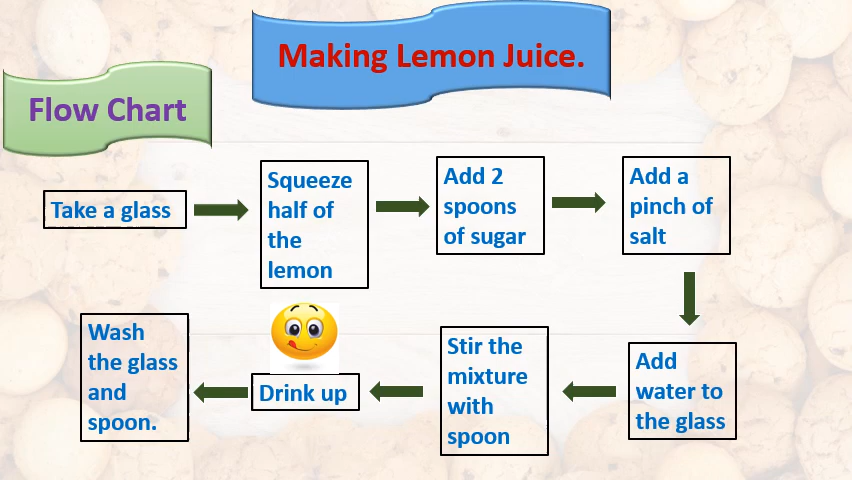 Making Lemon Juice.
Flow Chart
Take a glass
Squeeze
half of
the
lemon
Add 2
spoons
of sugar
Add a
pinch of
salt
Add
water to
the glass
Stir the
mixture
with
spoon
Drink up
Wash
the glass
and
spoon.